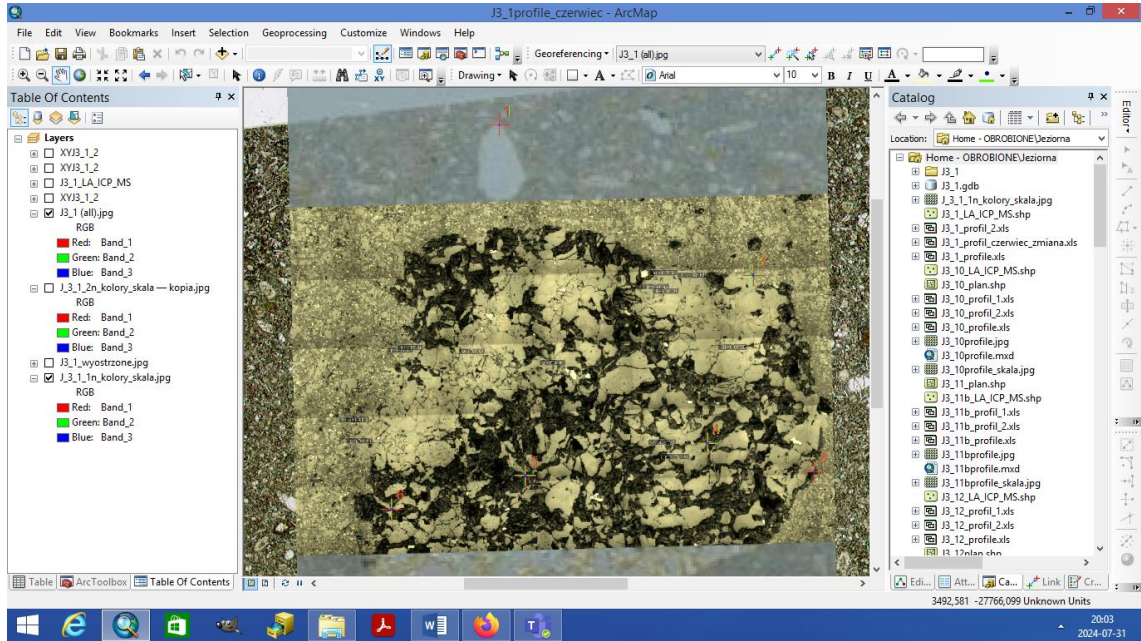 J3_1profile_czerwiec - ArcMap
File Edit View Bookmarks Insert Selection Geoprocessing Customize Windows Help
Georeferencing J3_1 (all).jpg
Drawing A Arial 10 B I U A
Table Of Contents
Layers
XYJ3_1_2
XYJ3_1_2
J3_1_LA_ICP_MS
XYJ3_1_2
J3_1 (all).jpg
RGB
Red: Band_1
Green: Band_2
Blue: Band_3
J_3_1_2n_kolory_skala — kopia.jpg
RGB
Red: Band_1
Green: Band_2
Blue: Band_3
J3_1_wyostrzone.jpg
J_3_1_1n_kolory_skala.jpg
RGB
Red: Band_1
Green: Band_2
Blue: Band_3
Table ArcToolbox Table Of Contents
Catalog
Location: Home - OBROBIONE\Jeziorna
Home - OBROBIONE\Jeziorna
J3_1
J3_1.gdb
J_3_1_1n_kolory_skala.jpg
J3_1_LA_ICP_MS.shp
J3_1_profil_2.xls
J3_1_profil_czerwiec_zmiana.xls
J3_1_profile.xls
J3_10_LA_ICP_MS.shp
J3_10_plan.shp
J3_10_profil_1.xls
J3_10_profil_2.xls
J3_10_profile.xls
J3_10profile.jpg
J3_10profile.mxd
J3_10profile_skala.jpg
J3_11_plan.shp
J3_11b_LA_ICP_MS.shp
J3_11b_profil_1.xls
J3_11b_profil_2.xls
J3_11b_profile.xls
J3_11bprofile.jpg
J3_11bprofile.mxd
J3_11bprofile_skala.jpg
J3_12_LA_ICP_MS.shp
J3_12_profil_1.xls
J3_12_profil_2.xls
J3_12_profile.xls
J3_12plan.shp
Edi... Att... Ca... Link Cr...
Editor
3492,581 -27766,099 Unknown Units
20:03
2024-07-31